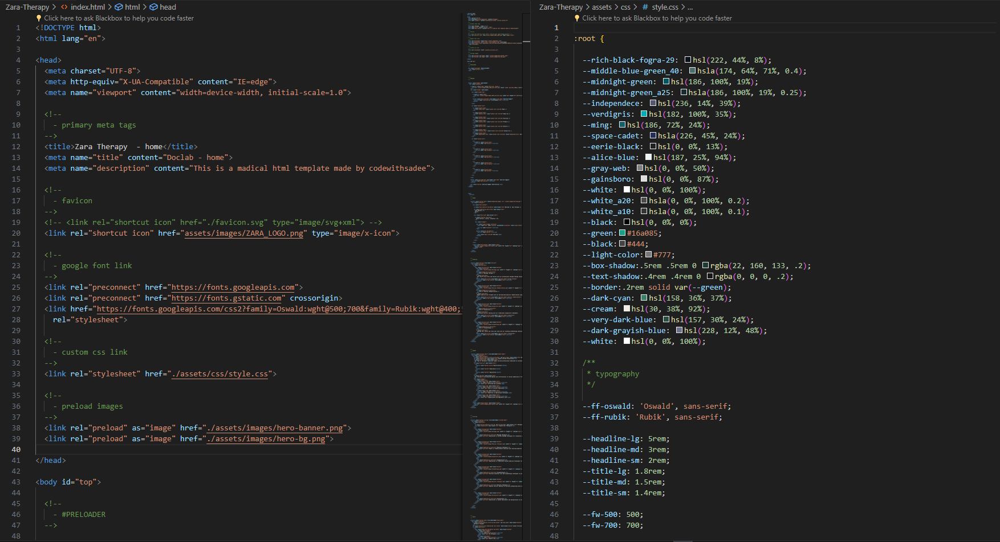 Zara-Therapy > <> index.html > html > head
Click here to ask Blackbox to help you code faster
1 <!DOCTYPE html>
2 <html lang="en">
3
4 <head>
5 <meta charset="UTF-8">
6 <meta http-equiv="X-UA-Compatible" content="IE=edge">
7 <meta name="viewport" content="width=device-width, initial-scale=1.0">
8
9 <!--
10 - primary meta tags
11 -->
12 <title>Zara Therapy  - home</title>
13 <meta name="title" content="Doclab - home">
14 <meta name="description" content="This is a madical html template made by codewithsadee">
15
16 <!--
17 - favicon
18 -->
19 <!-- <link rel="shortcut icon" href="./favicon.svg" type="image/svg+xml"> -->
20 <link rel="shortcut icon" href="assets/images/ZARA_LOGO.png" type="image/x-icon">
21
22 <!--
23 - google font link
24 -->
25 <link rel="preconnect" href="https://fonts.googleapis.com">
26 <link rel="preconnect" href="https://fonts.gstatic.com" crossorigin>
27 <link href="https://fonts.googleapis.com/css2?family=Oswald:wght@500;700&family=Rubik:wght@400;
28 rel="stylesheet">
29
30 <!--
31 - custom css link
32 -->
33 <link rel="stylesheet" href="./assets/css/style.css">
34
35 <!--
36 - preload images
37 -->
38 <link rel="preload" as="image" href="./assets/images/hero-banner.png">
39 <link rel="preload" as="image" href="./assets/images/hero-bg.png">
40
41 </head>
42
43 <body id="top">
44
45 <!--
46 - #PRELOADER
47 -->
48
Zara-Therapy > assets > css > # style.css > ...
Click here to ask Blackbox to help you code faster
1
2 :root {
3
4 --rich-black-fogra-29: hsl(222, 44%, 8%);
5 --middle-blue-green_40: hsla(174, 64%, 71%, 0.4);
6 --midnight-green: hsl(186, 100%, 19%);
7 --midnight-green_a25: hsla(186, 100%, 19%, 0.25);
8 --independece: hsl(236, 14%, 39%);
9 --verdigris: hsl(182, 100%, 35%);
10 --ming: hsl(186, 72%, 24%);
11 --space-cadet: hsla(226, 45%, 24%);
12 --eerie-black: hsl(0, 0%, 13%);
13 --alice-blue: hsl(187, 25%, 94%);
14 --gray-web: hsl(0, 0%, 50%);
15 --gainsboro: hsl(0, 0%, 87%);
16 --white: hsl(0, 0%, 100%);
17 --white_a20: hsla(0, 0%, 100%, 0.2);
18 --white_a10: hsla(0, 0%, 100%, 0.1);
19 --black: hsl(0, 0%, 0%);
20 --green:#16a085;
21 --black:#444;
22 --light-color:#777;
23 --box-shadow:.5rem .5rem 0 rgba(22, 160, 133, .2);
24 --text-shadow:.4rem .4rem 0 rgba(0, 0, 0, .2);
25 --border:.2rem solid var(--green);
26 --dark-cyan: hsl(158, 36%, 37%);
27 --cream: hsl(30, 38%, 92%);
28 --very-dark-blue: hsl(157, 30%, 24%);
29 --dark-grayish-blue: hsl(228, 12%, 48%);
30 --white: hsl(0, 0%, 100%);
31
32 /**
33 * typography
34 */
35
36 --ff-oswald: 'Oswald', sans-serif;
37 --ff-rubik: 'Rubik', sans-serif;
38
39 --headline-lg: 5rem;
40 --headline-md: 3rem;
41 --headline-sm: 2rem;
42 --title-lg: 1.8rem;
43 --title-md: 1.5rem;
44 --title-sm: 1.4rem;
45
46 --fw-500: 500;
47 --fw-700: 700;
48